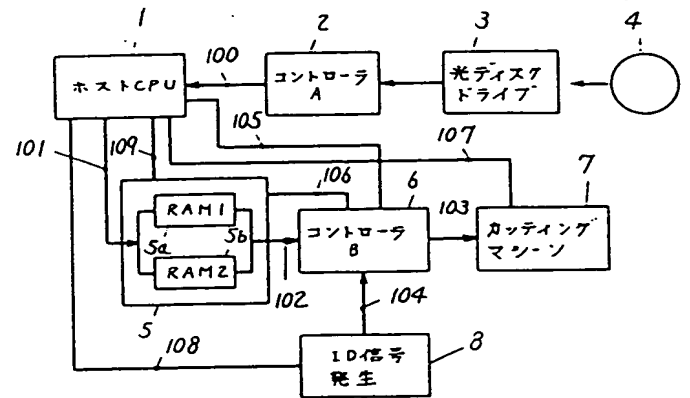 1
2
3
4
ホストCPU
100
コントローラ
A
光ディスク
ドライブ
105
107
101
109
106
6
7
RAM1
5a
5b
RAM2
コントローラ
B
103
カッティング
マシーン
102
5
104
108
ID信号
発生
8